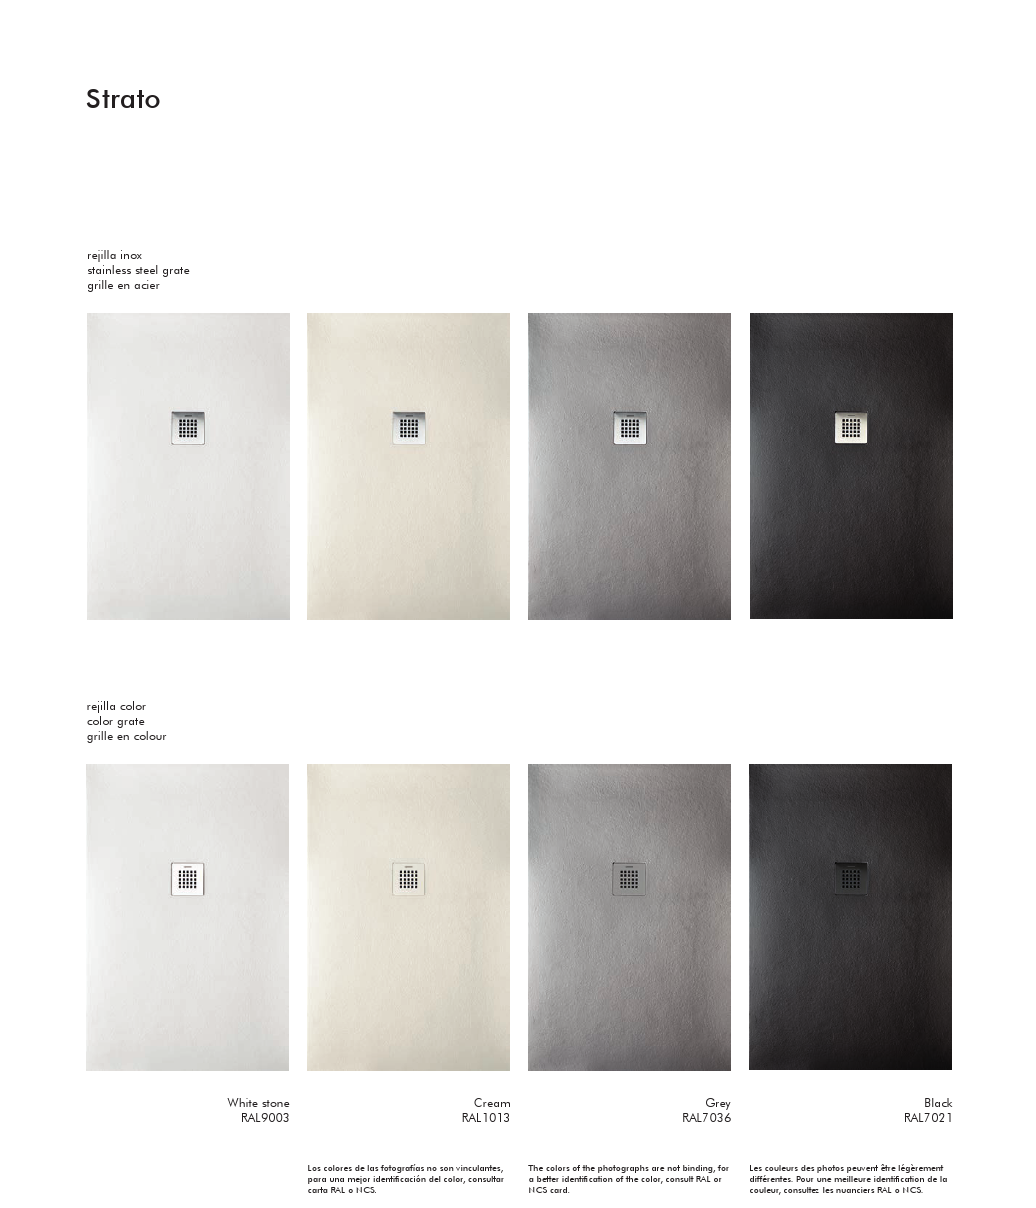 Strato
rejilla inox
stainless steel grate
grille en acier
rejilla color
color grate
grille en colour
White stone
RAL9003
Cream
RAL1013
Grey
RAL7036
Black
RAL7021
Los colores de las fotografías no son vinculantes,
para una mejor identificación del color, consultar
carta RAL o NCS.
The colors of the photographs are not binding, for
a better identification of the color, consult RAL or
NCS card.
Les couleurs des photos peuvent être légèrement
différentes. Pour une meilleure identification de la
couleur, consultez les nuanciers RAL o NCS.